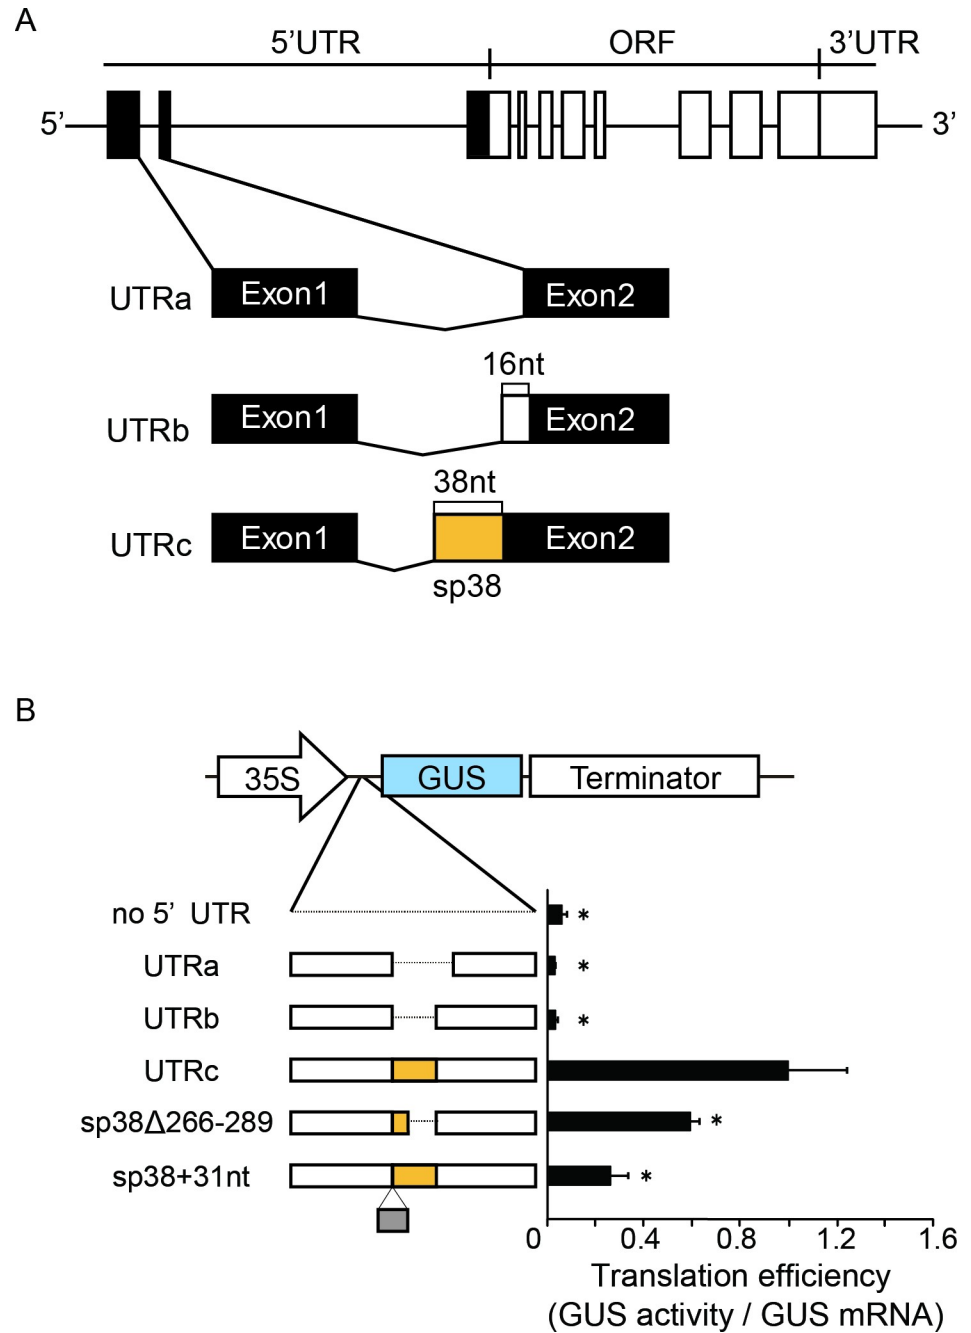 A
5’UTR ORF 3’UTR
5’ 3’
UTRa Exon1 Exon2
16nt
UTRb Exon1 Exon2
38nt
UTRc Exon1 Exon2
sp38
B
35S GUS Terminator
no 5’ UTR *
UTRa *
UTRb *
UTRc
sp38Δ266-289 *
sp38+31nt *
0 0.4 0.8 1.2 1.6
Translation efficiency
(GUS activity / GUS mRNA)